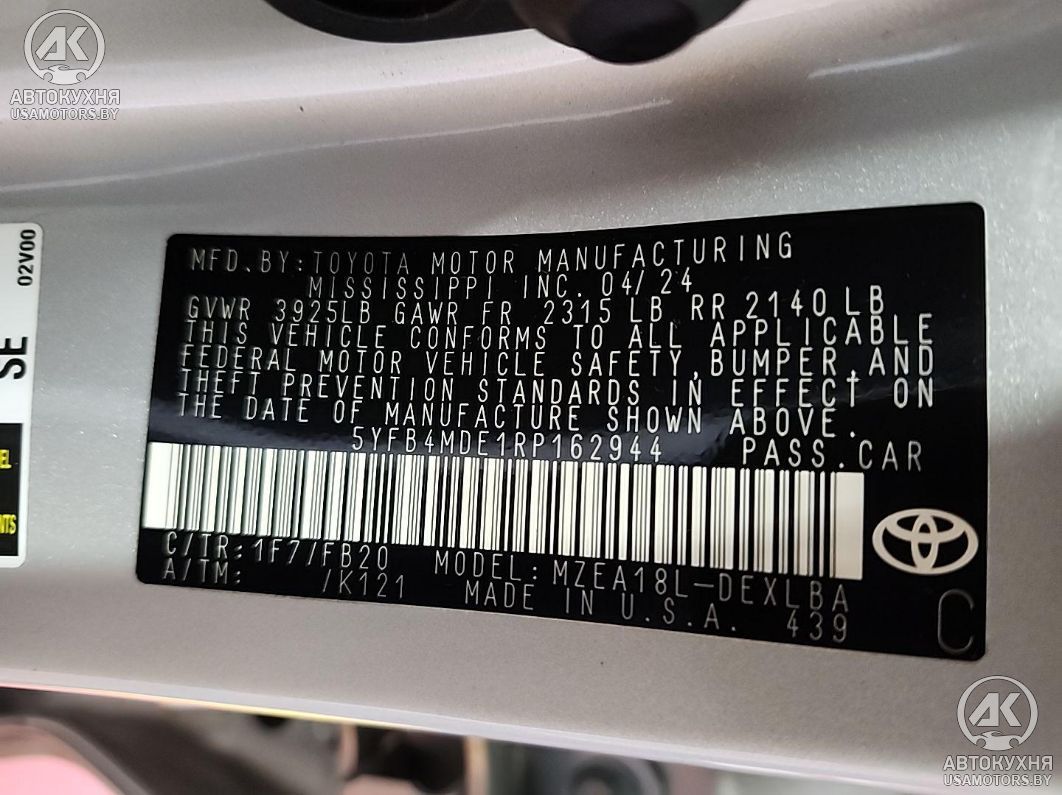 АК
АВТОКУХНЯ
USAMOTORS.BY
02V00
SE
MFD.BY:TOYOTA MOTOR MANUFACTURING
MISSISSIPPI INC. 04/24
GVWR 3925LB GAWR FR 2315 LB RR 2140 LB
THIS VEHICLE CONFORMS TO ALL APPLICABLE
FEDERAL MOTOR VEHICLE SAFETY,BUMPER,AND
THEFT PREVENTION STANDARDS IN EFFECT ON
THE DATE OF MANUFACTURE SHOWN ABOVE.
5YFB4MDE1RP162944 PASS.CAR
C/TR:1F7/FB20 MODEL:MZEA18L-DEXLBA
A/TM: /K121 MADE IN U.S.A. 439
C
АК
АВТОКУХНЯ
USAMOTORS.BY